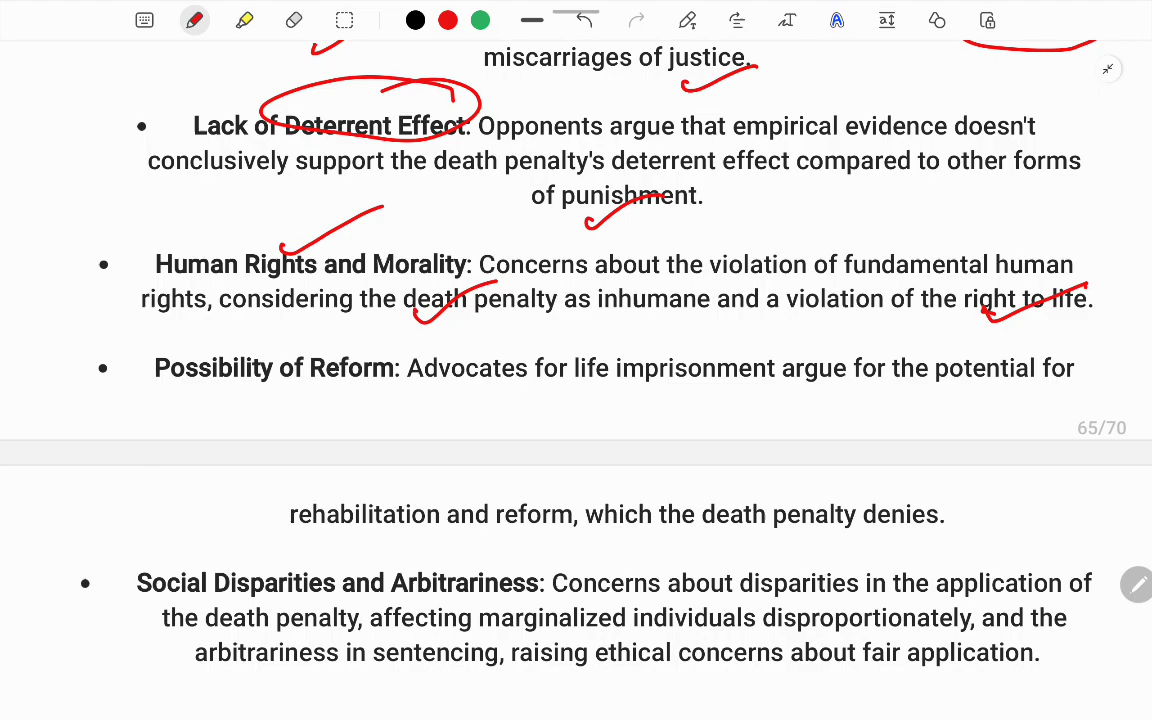 miscarriages of justice.
• Lack of Deterrent Effect: Opponents argue that empirical evidence doesn't
conclusively support the death penalty's deterrent effect compared to other forms
of punishment.
• Human Rights and Morality: Concerns about the violation of fundamental human
rights, considering the death penalty as inhumane and a violation of the right to life.
• Possibility of Reform: Advocates for life imprisonment argue for the potential for
65/70
rehabilitation and reform, which the death penalty denies.
• Social Disparities and Arbitrariness: Concerns about disparities in the application of
the death penalty, affecting marginalized individuals disproportionately, and the
arbitrariness in sentencing, raising ethical concerns about fair application.